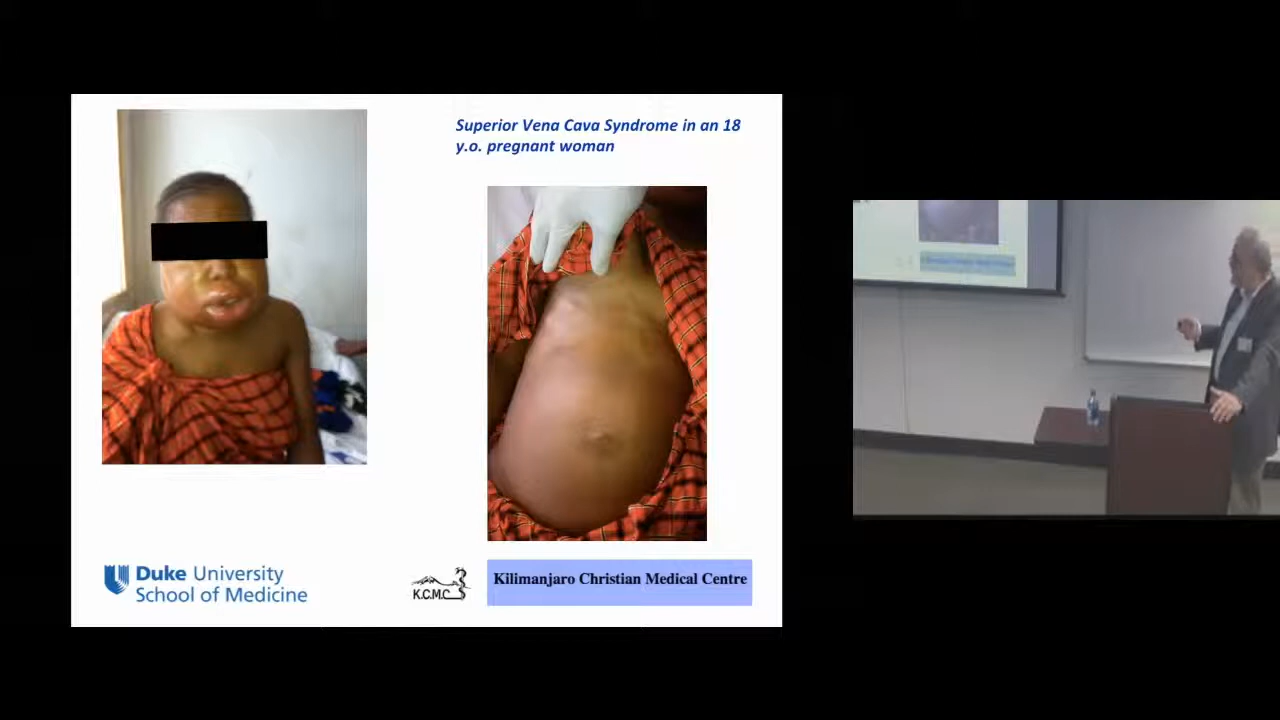 Superior Vena Cava Syndrome in an 18
y.o. pregnant woman
Duke University
School of Medicine
K.C.M.C
Kilimanjaro Christian Medical Centre